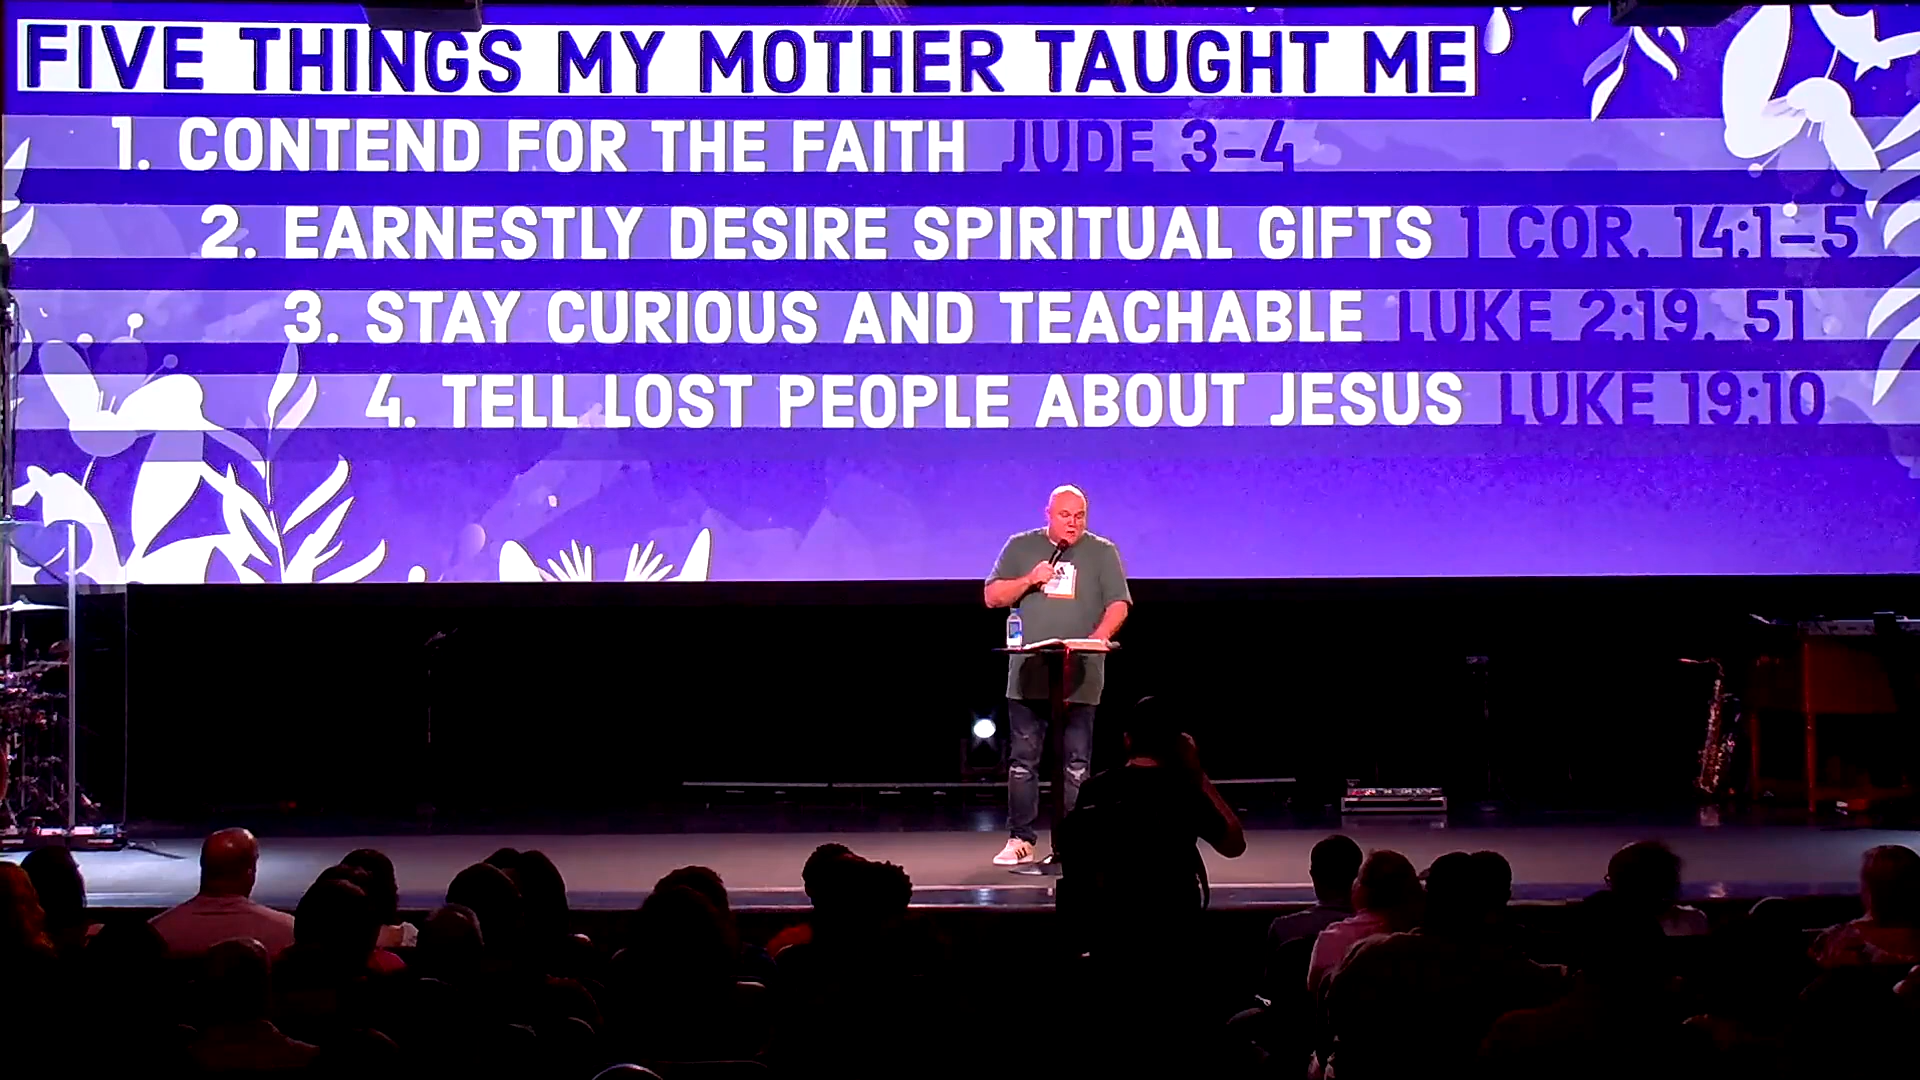 FIVE THINGS MY MOTHER TAUGHT ME
1. CONTEND FOR THE FAITH JUDE 3–4
2. EARNESTLY DESIRE SPIRITUAL GIFTS 1 COR. 14:1–5
3. STAY CURIOUS AND TEACHABLE LUKE 2:19, 51
4. TELL LOST PEOPLE ABOUT JESUS LUKE 19:10